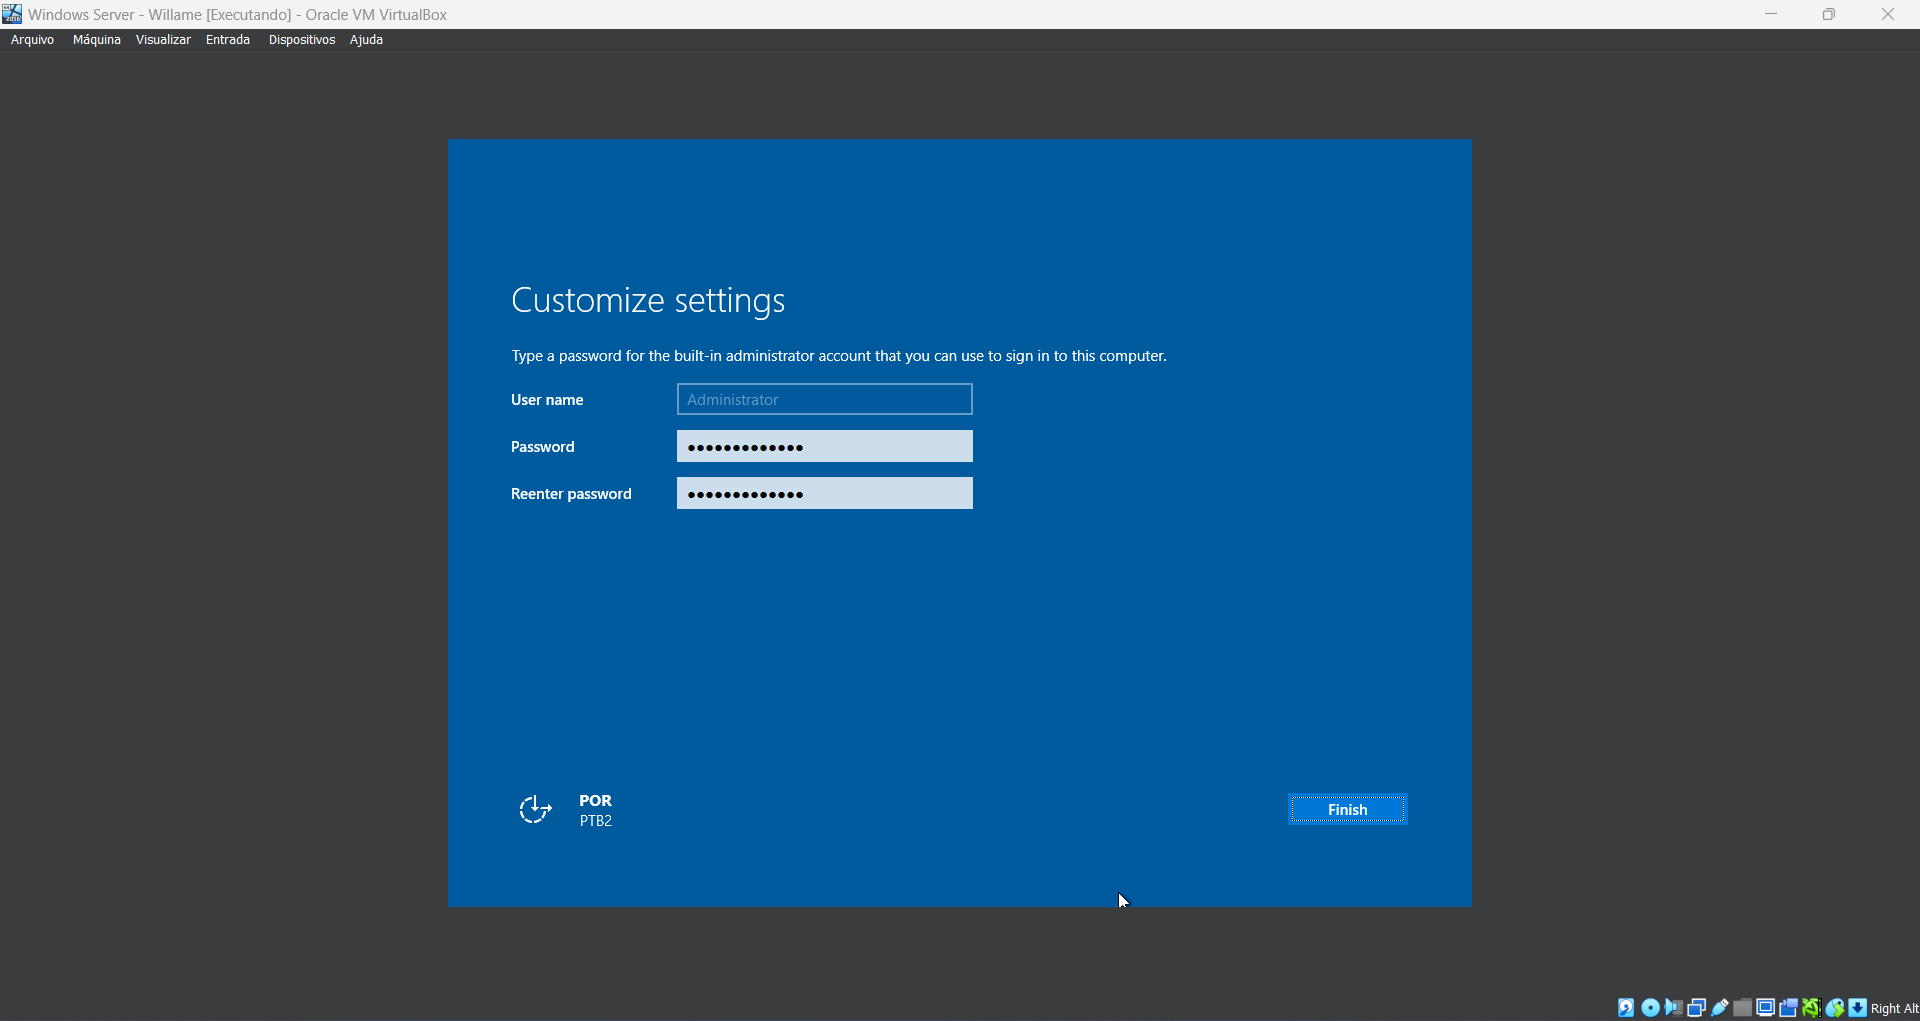 Windows Server - Willame [Executando] - Oracle VM VirtualBox
Arquivo Máquina Visualizar Entrada Dispositivos Ajuda
Customize settings
Type a password for the built-in administrator account that you can use to sign in to this computer.
User name Administrator
Password •••••••••••••
Reenter password •••••••••••••
POR
PTB2
Finish
Right Alt